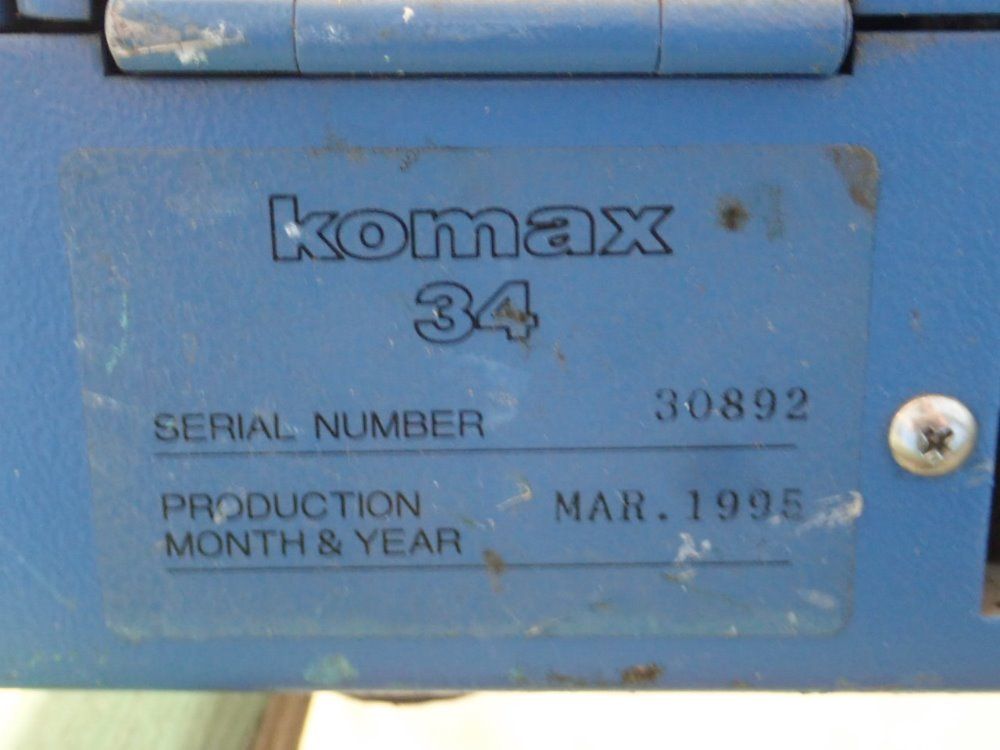 komax
34
SERIAL NUMBER 30892
PRODUCTION MONTH & YEAR MAR.1995